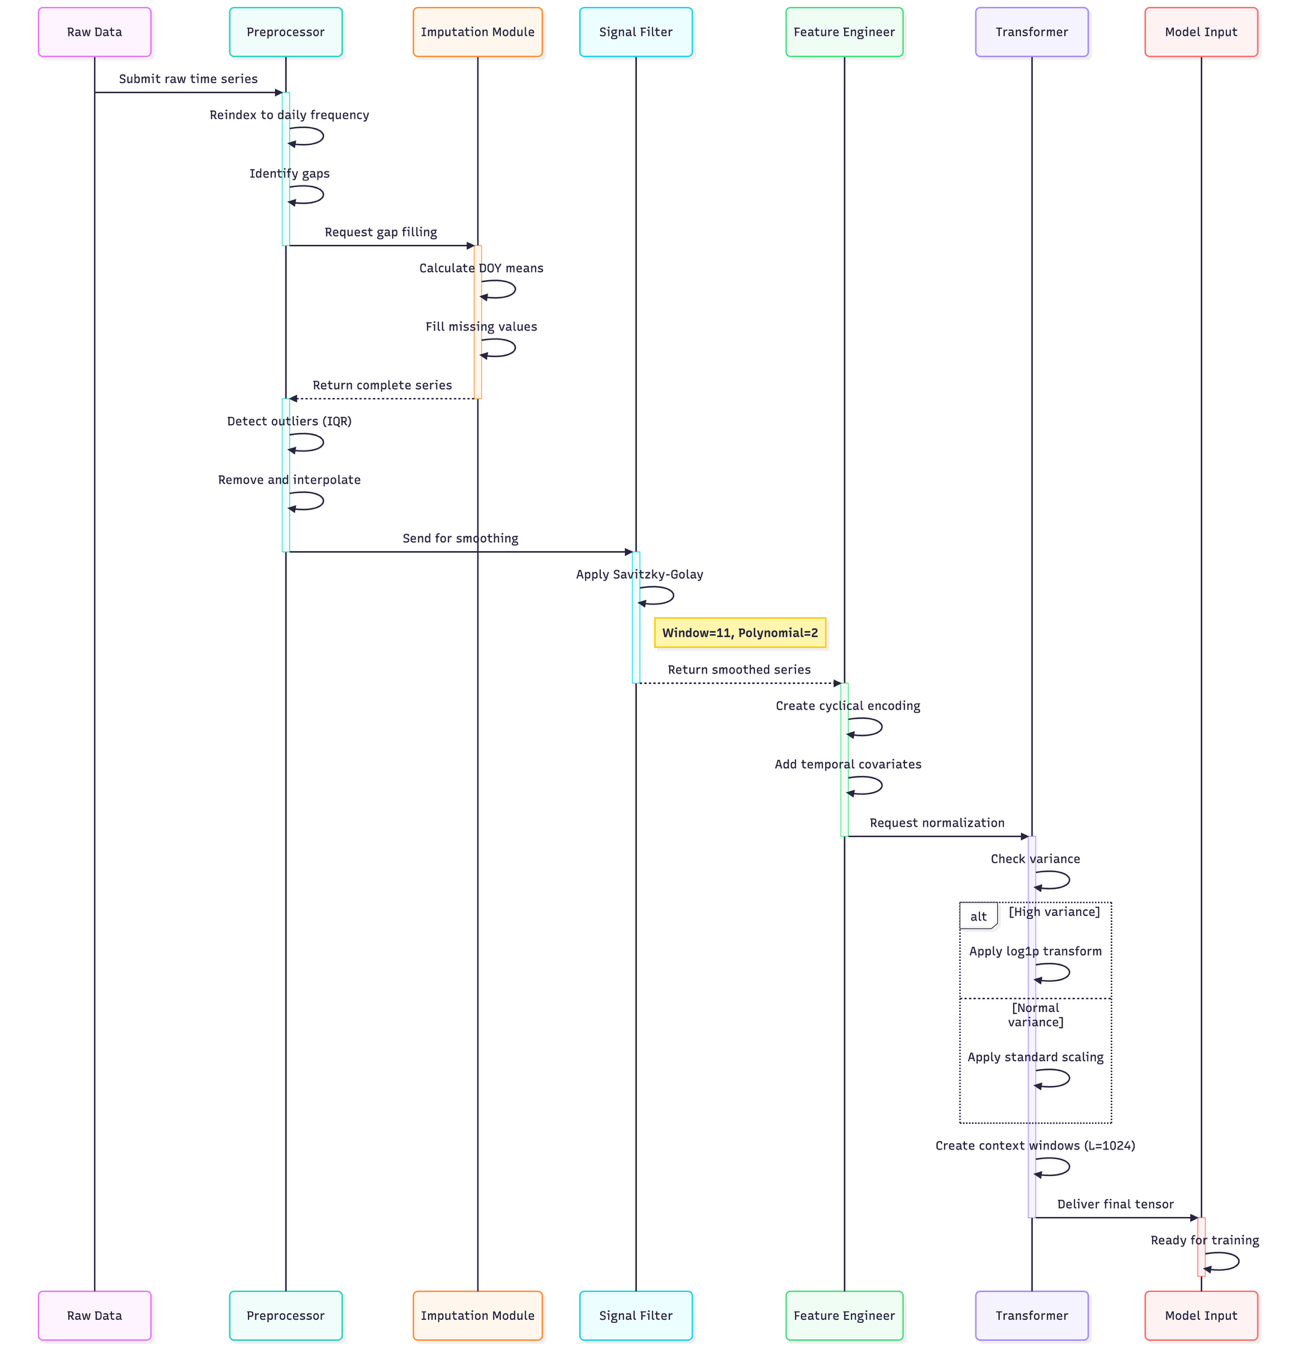 Raw Data
Preprocessor
Imputation Module
Signal Filter
Feature Engineer
Transformer
Model Input
Submit raw time series
Reindex to daily frequency
Identify gaps
Request gap filling
Calculate DOY means
Fill missing values
Return complete series
Detect outliers (IQR)
Remove and interpolate
Send for smoothing
Apply Savitzky-Golay
Window=11, Polynomial=2
Return smoothed series
Create cyclical encoding
Add temporal covariates
Request normalization
Check variance
alt
[High variance]
Apply log1p transform
[Normal
variance]
Apply standard scaling
Create context windows (L=1024)
Deliver final tensor
Ready for training
Raw Data
Preprocessor
Imputation Module
Signal Filter
Feature Engineer
Transformer
Model Input